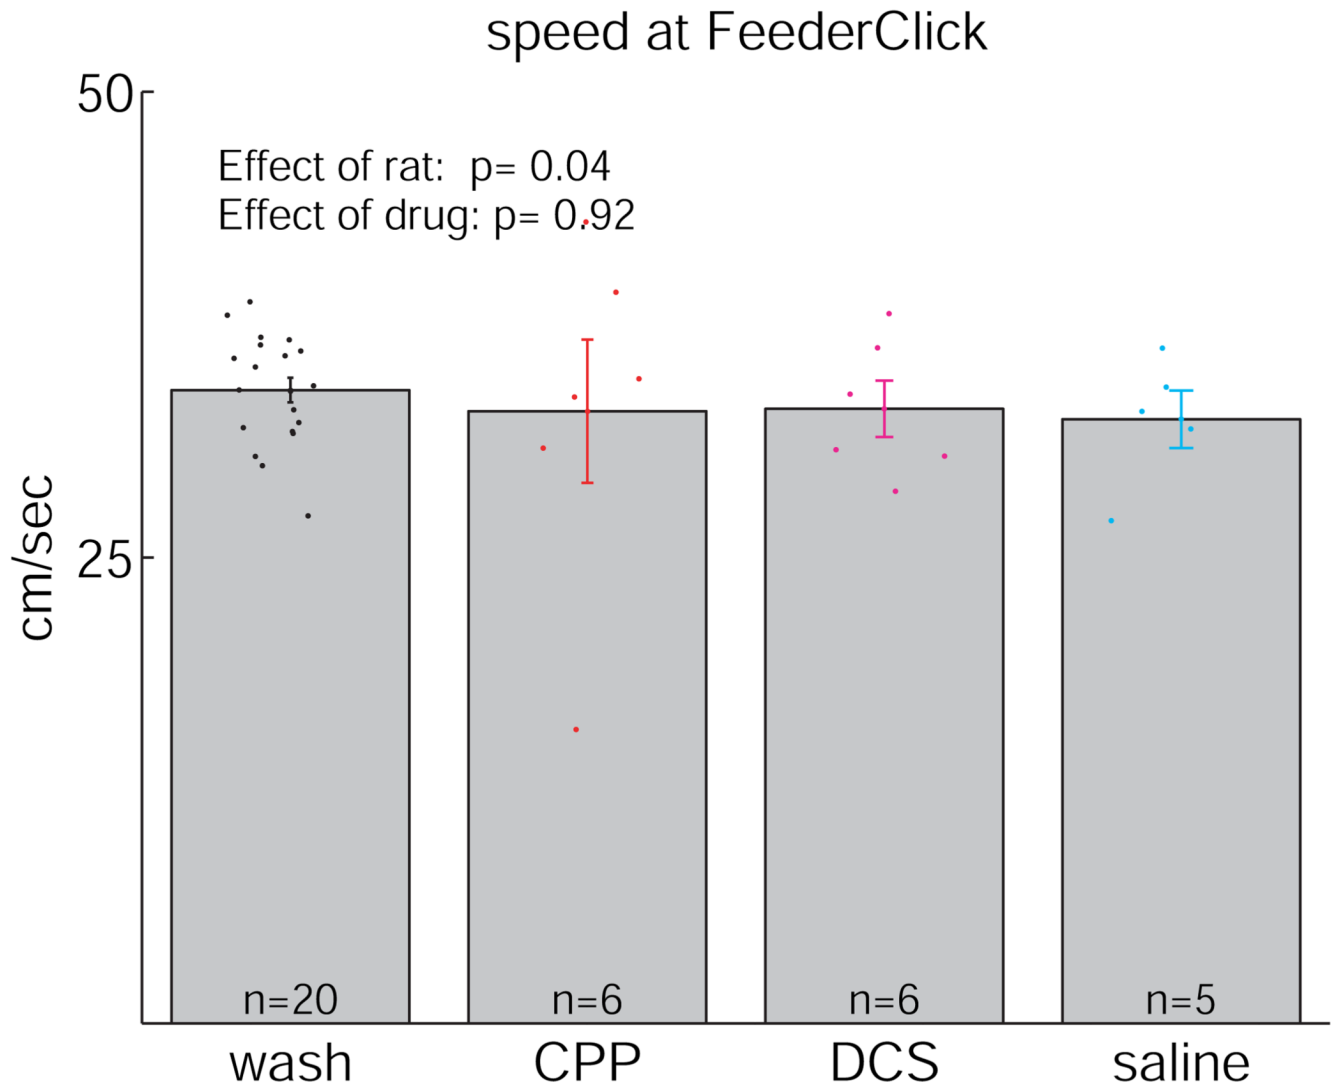 speed at FeederClick
50
Effect of rat: p= 0.04
Effect of drug: p= 0.92
cm/sec
25
n=20
n=6
n=6
n=5
wash
CPP
DCS
saline